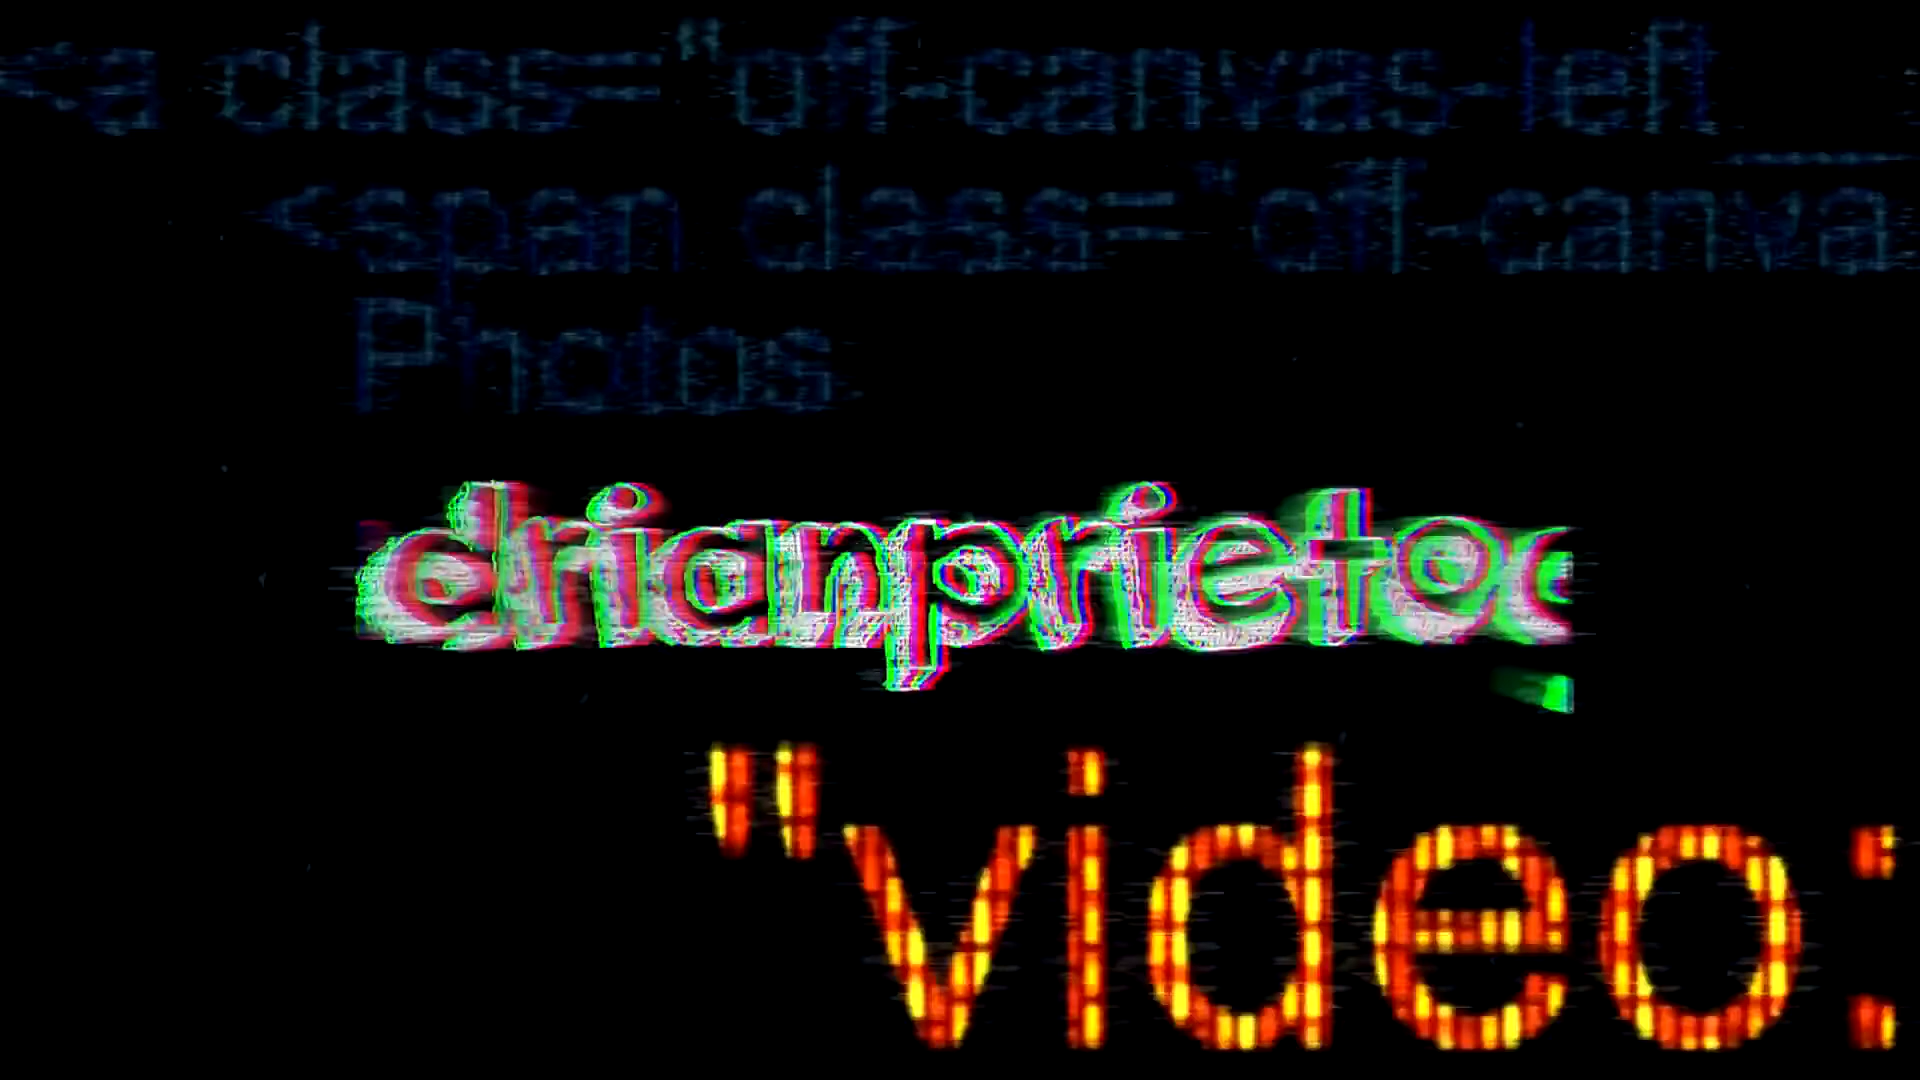 <a class="off-canvas-left
<span class="off-canva
Photos
drianprieto
"video: